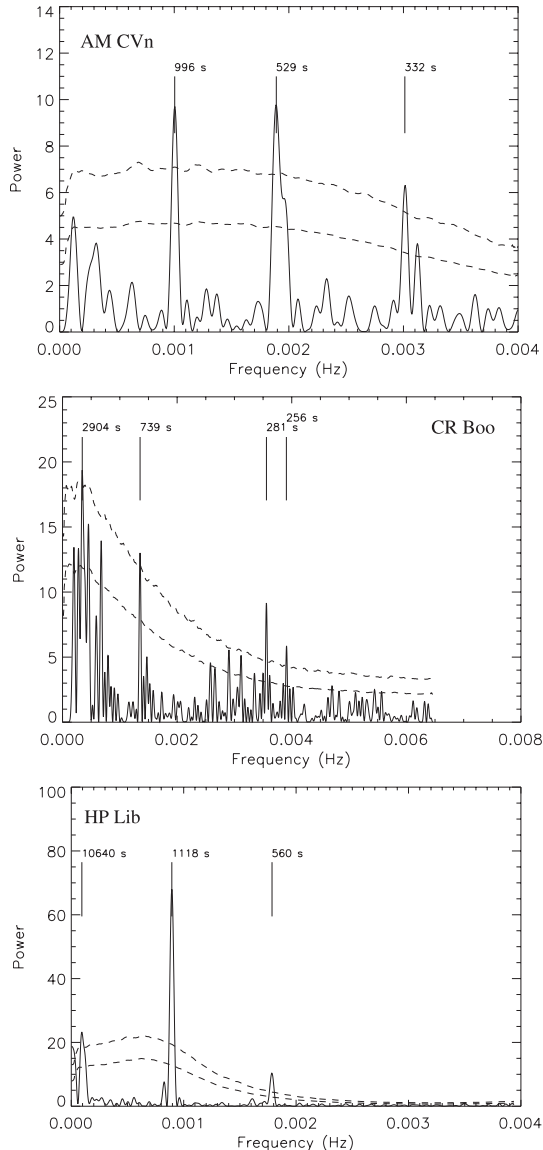 14
AM CVn
12
996 s 529 s 332 s
10
8
Power
6
4
2
0
0.000 0.001 0.002 0.003 0.004
Frequency (Hz)
25
256 s
CR Boo
2904 s 739 s 281 s
20
15
Power
10
5
0
0.000 0.002 0.004 0.006 0.008
Frequency (Hz)
100
HP Lib
80
10640 s 1118 s 560 s
60
Power
40
20
0
0.000 0.001 0.002 0.003 0.004
Frequency (Hz)